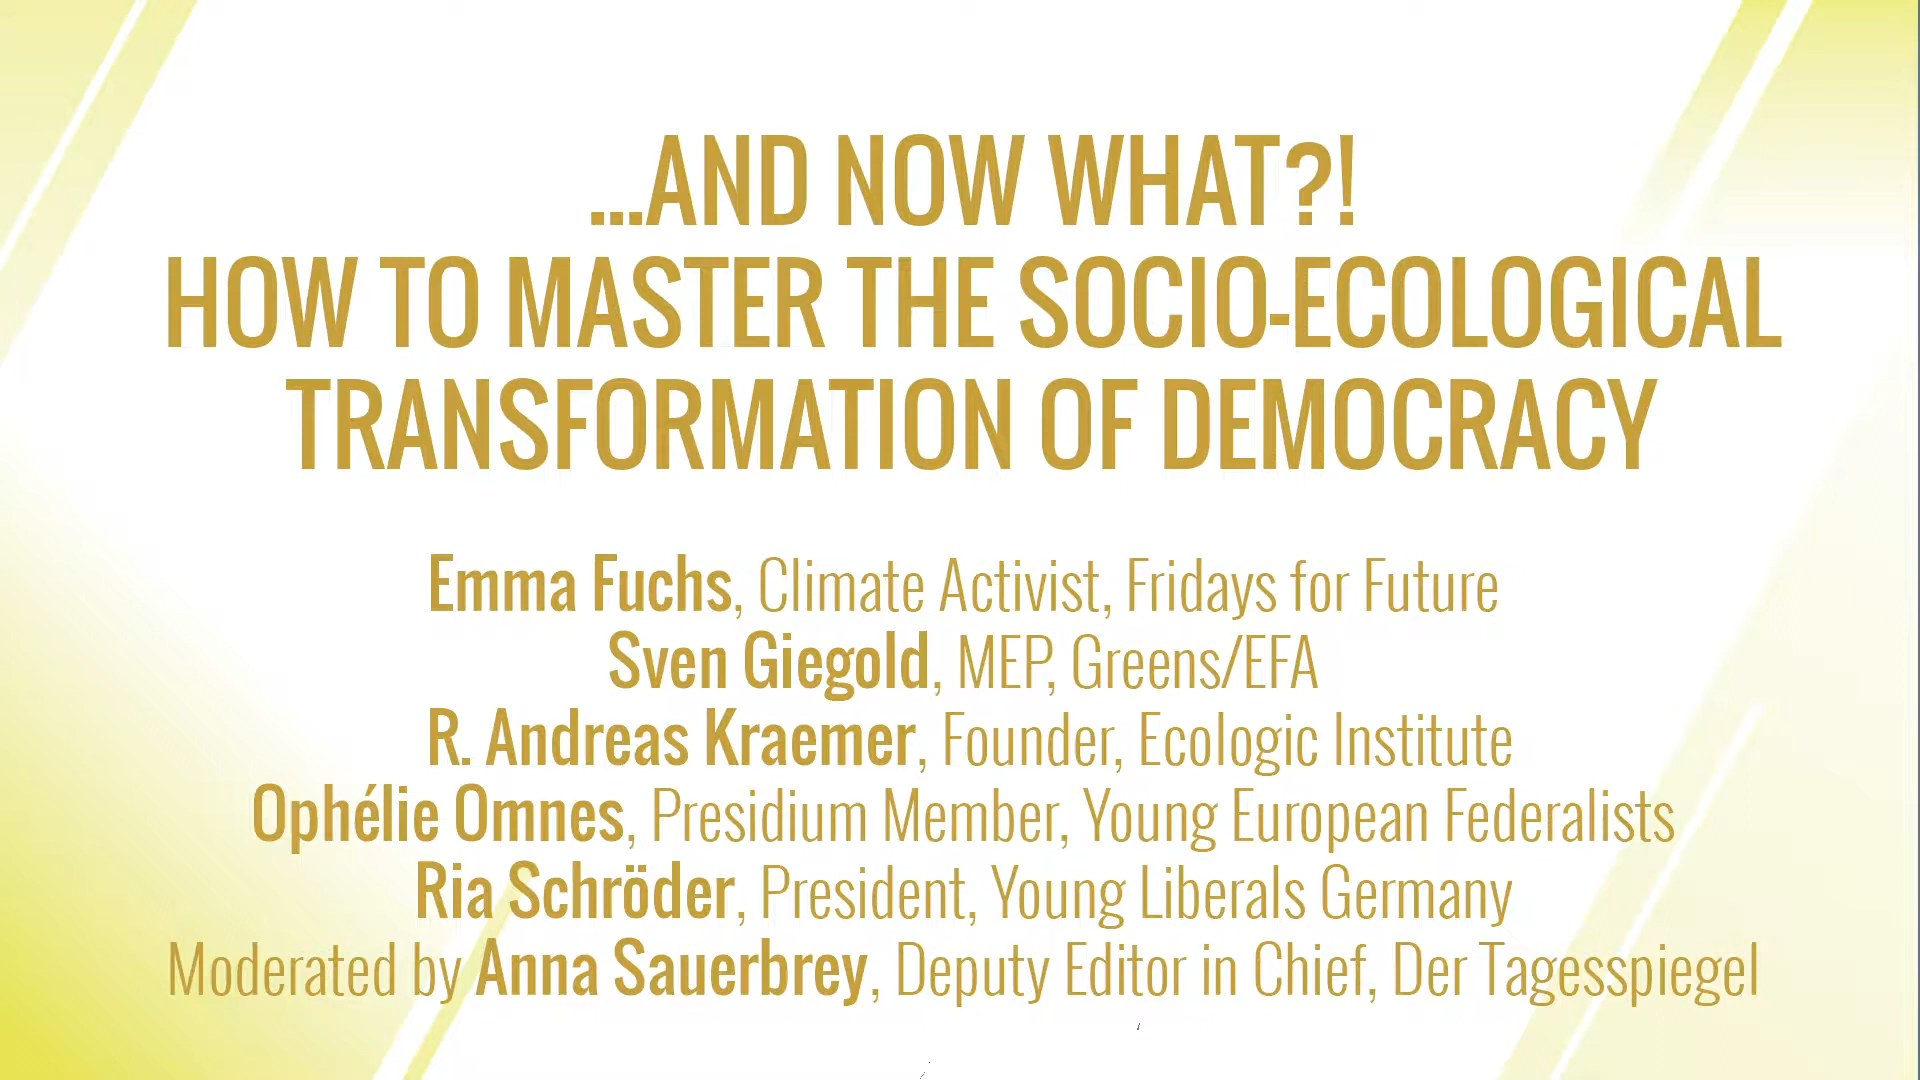 ...AND NOW WHAT?!
HOW TO MASTER THE SOCIO-ECOLOGICAL
TRANSFORMATION OF DEMOCRACY
Emma Fuchs, Climate Activist, Fridays for Future
Sven Giegold, MEP, Greens/EFA
R. Andreas Kraemer, Founder, Ecologic Institute
Ophélie Omnes, Presidium Member, Young European Federalists
Ria Schröder, President, Young Liberals Germany
Moderated by Anna Sauerbrey, Deputy Editor in Chief, Der Tagesspiegel